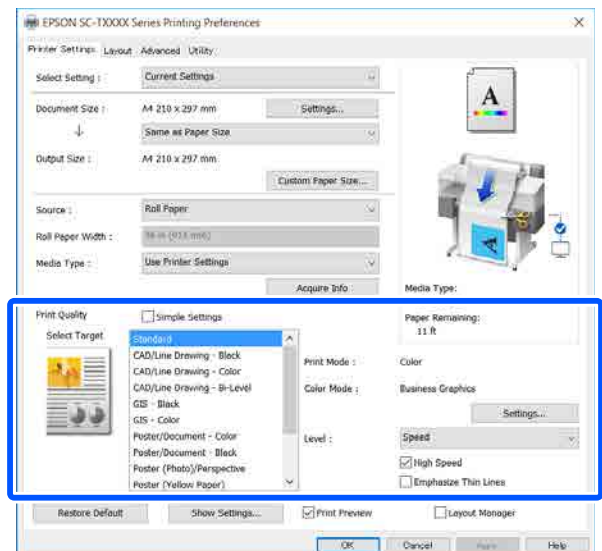 EPSON SC-TXXXX Series Printing Preferences
Printer Settings Layout Advanced Utility
Select Setting : Current Settings
Document Size : A4 210 x 297 mm Settings...
Same as Paper Size
Output Size : A4 210 x 297 mm
Custom Paper Size...
Source : Roll Paper
Roll Paper Width : 36 in (914 mm)
Media Type : Use Printer Settings
Acquire Info Media Type:
A
Print Quality Simple Settings Paper Remaining:
11 ft
Select Target Standard
CAD/Line Drawing - Black Print Mode : Color
CAD/Line Drawing - Color
CAD/Line Drawing - Bi-Level Color Mode : Business Graphics
GIS - Black
GIS - Color Settings...
Poster/Document - Color Level : Speed
Poster/Document - Black
Poster (Photo)/Perspective High Speed
Poster (Yellow Paper) Emphasize Thin Lines
Restore Default Show Settings... Print Preview Layout Manager
OK Cancel Apply Help